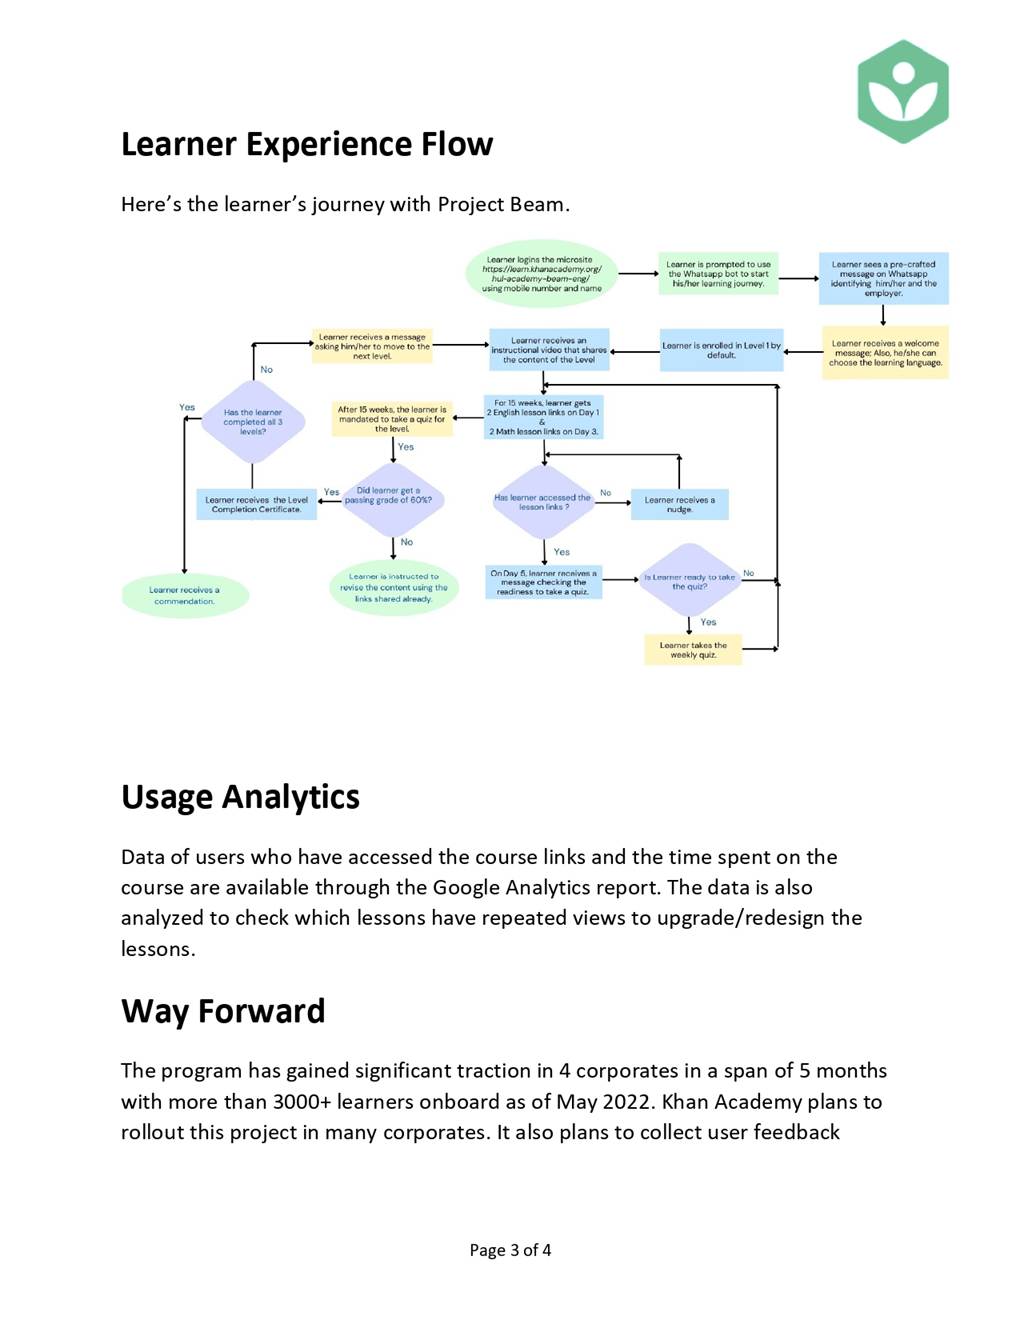 Learner Experience Flow
Here’s the learner’s journey with Project Beam.
Learner logins the microsite
https://learn.khanacademy.org/
hul-academy-beam-eng/
using mobile number and name
Learner is prompted to use
the Whatsapp bot to start
his/her learning journey.
Learner sees a pre-crafted
message on Whatsapp
identifying him/her and the
employer.
Learner receives a welcome
message; Also, he/she can
choose the learning language.
Learner is enrolled in Level 1 by
default.
Learner receives an
instructional video that shares
the content of the Level
Learner receives a message
asking him/her to move to the
next level.
No
Yes
Has the learner
completed all 3
levels?
After 15 weeks, the learner is
mandated to take a quiz for
the level.
For 15 weeks, learner gets
2 English lesson links on Day 1
&
2 Math lesson links on Day 3.
Yes
Learner receives the Level
Completion Certificate.
Yes
Did learner get a
passing grade of 60%?
Has learner accessed the
lesson links ?
No
Learner receives a
nudge.
No
Yes
Learner receives a
commendation.
Learner is instructed to
revise the content using the
links shared already.
On Day 5, learner receives a
message checking the
readiness to take a quiz.
Is Learner ready to take
the quiz?
No
Yes
Learner takes the
weekly quiz.
Usage Analytics
Data of users who have accessed the course links and the time spent on the
course are available through the Google Analytics report. The data is also
analyzed to check which lessons have repeated views to upgrade/redesign the
lessons.
Way Forward
The program has gained significant traction in 4 corporates in a span of 5 months
with more than 3000+ learners onboard as of May 2022. Khan Academy plans to
rollout this project in many corporates. It also plans to collect user feedback
Page 3 of 4